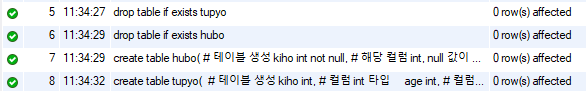 5 11:34:27 drop table if exists tupyo 0 row(s) affected
6 11:34:29 drop table if exists hubo 0 row(s) affected
7 11:34:29 create table hubo( # 테이블 생성 kiho int not null, # 해당 컬럼 int, null 값이 ... 0 row(s) affected
8 11:34:32 create table tupyo( # 테이블 생성 kiho int, # 컬럼 int 타입 age int, # 컬럼... 0 row(s) affected